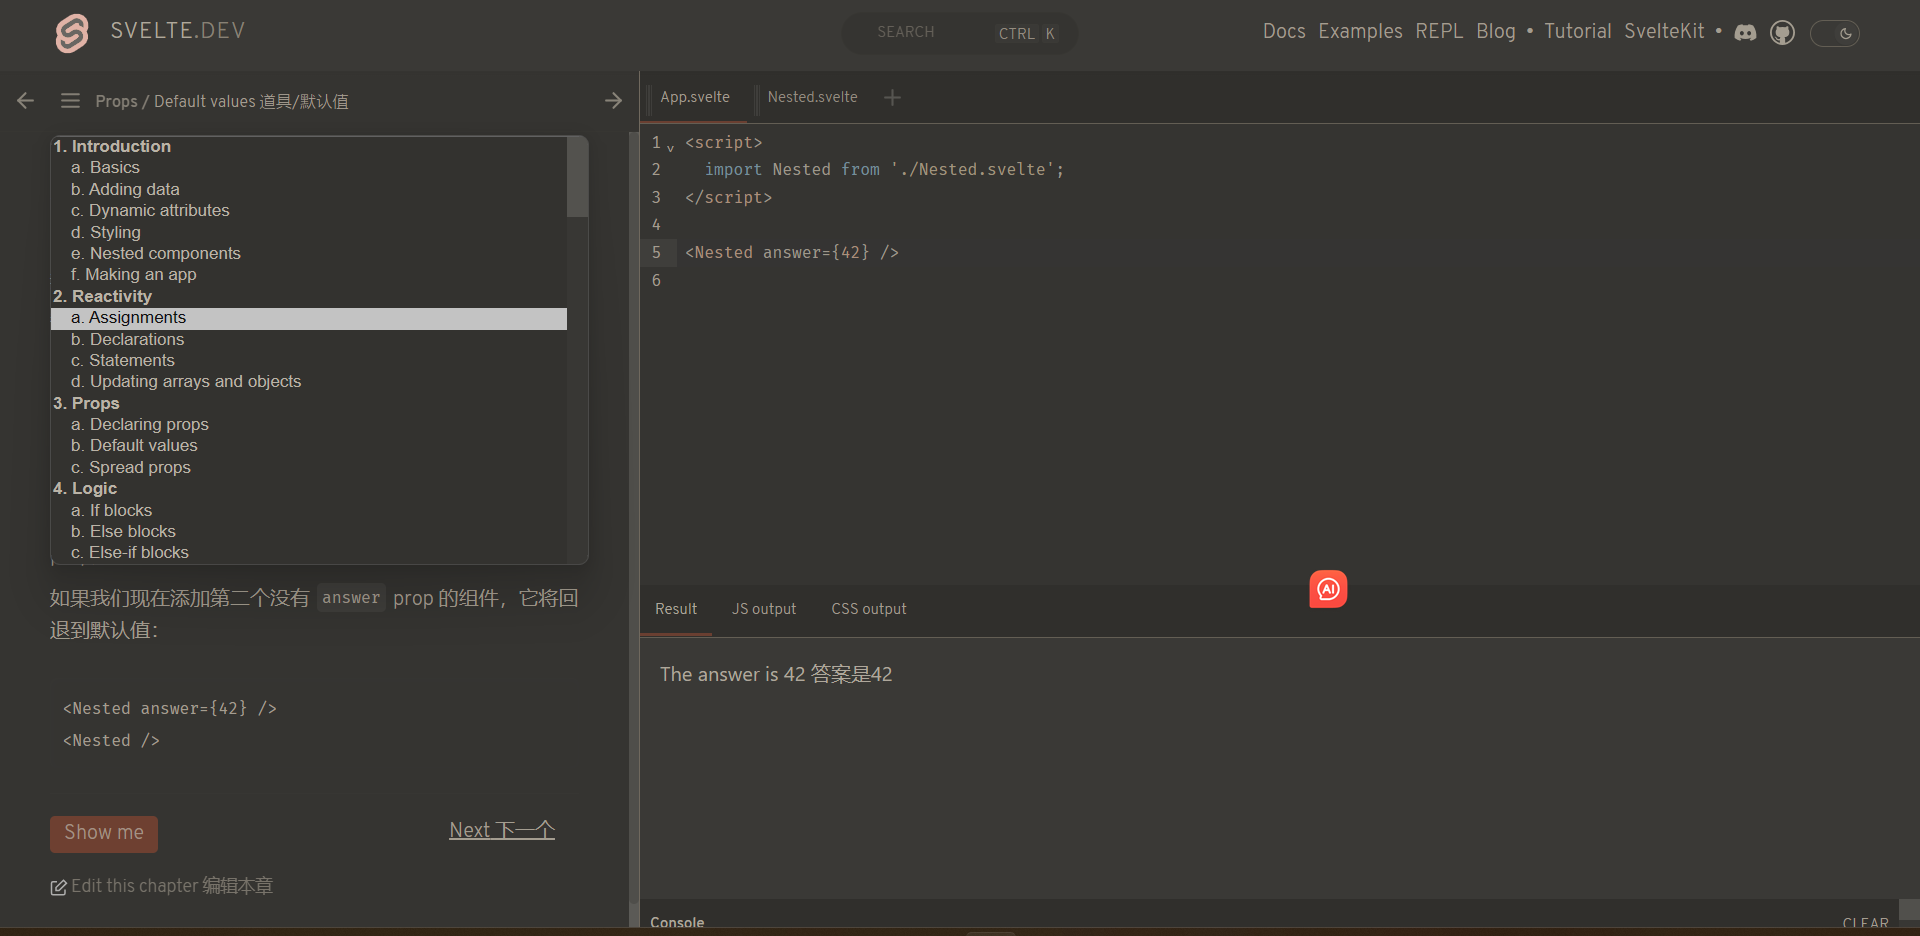 SVELTE.DEV
SEARCH
CTRL K
Docs Examples REPL Blog • Tutorial SvelteKit •
Props / Default values 道具/默认值
1. Introduction
a. Basics
b. Adding data
c. Dynamic attributes
d. Styling
e. Nested components
f. Making an app
2. Reactivity
a. Assignments
b. Declarations
c. Statements
d. Updating arrays and objects
3. Props
a. Declaring props
b. Default values
c. Spread props
4. Logic
a. If blocks
b. Else blocks
c. Else-if blocks
如果我们现在添加第二个没有 answer prop 的组件，它将回
退到默认值：
<Nested answer={42} />
<Nested />
Show me
Next 下一个
Edit this chapter 编辑本章
App.svelte
Nested.svelte
1 <script>
2 import Nested from './Nested.svelte';
3 </script>
4
5 <Nested answer={42} />
6
AI
Result
JS output
CSS output
The answer is 42 答案是42
Console
CLEAR